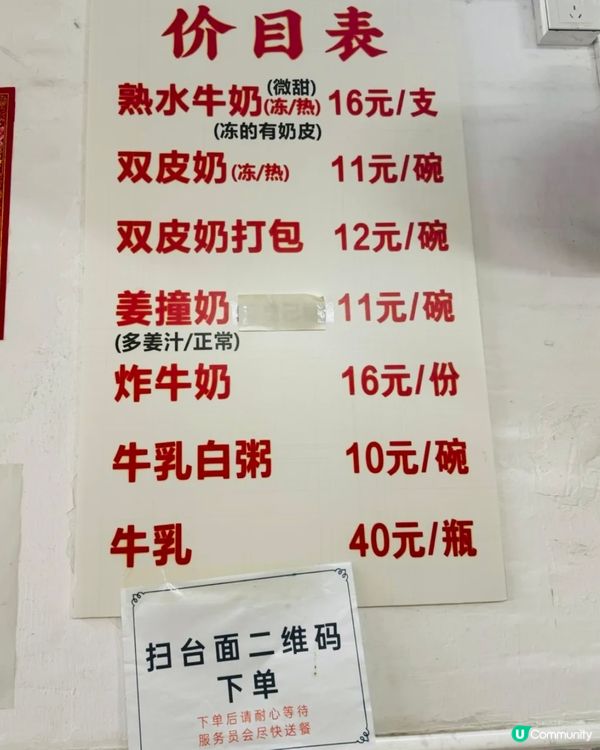 价目表
熟水牛奶(微甜)(冻/热) 16元/支
(冻的有奶皮)
双皮奶(冻/热) 11元/碗
双皮奶打包 12元/碗
姜撞奶 11元/碗
(多姜汁/正常)
炸牛奶 16元/份
牛乳白粥 10元/碗
牛乳 40元/瓶
扫台面二维码
下单
下单后请耐心等待
服务员会尽快送餐
U Community